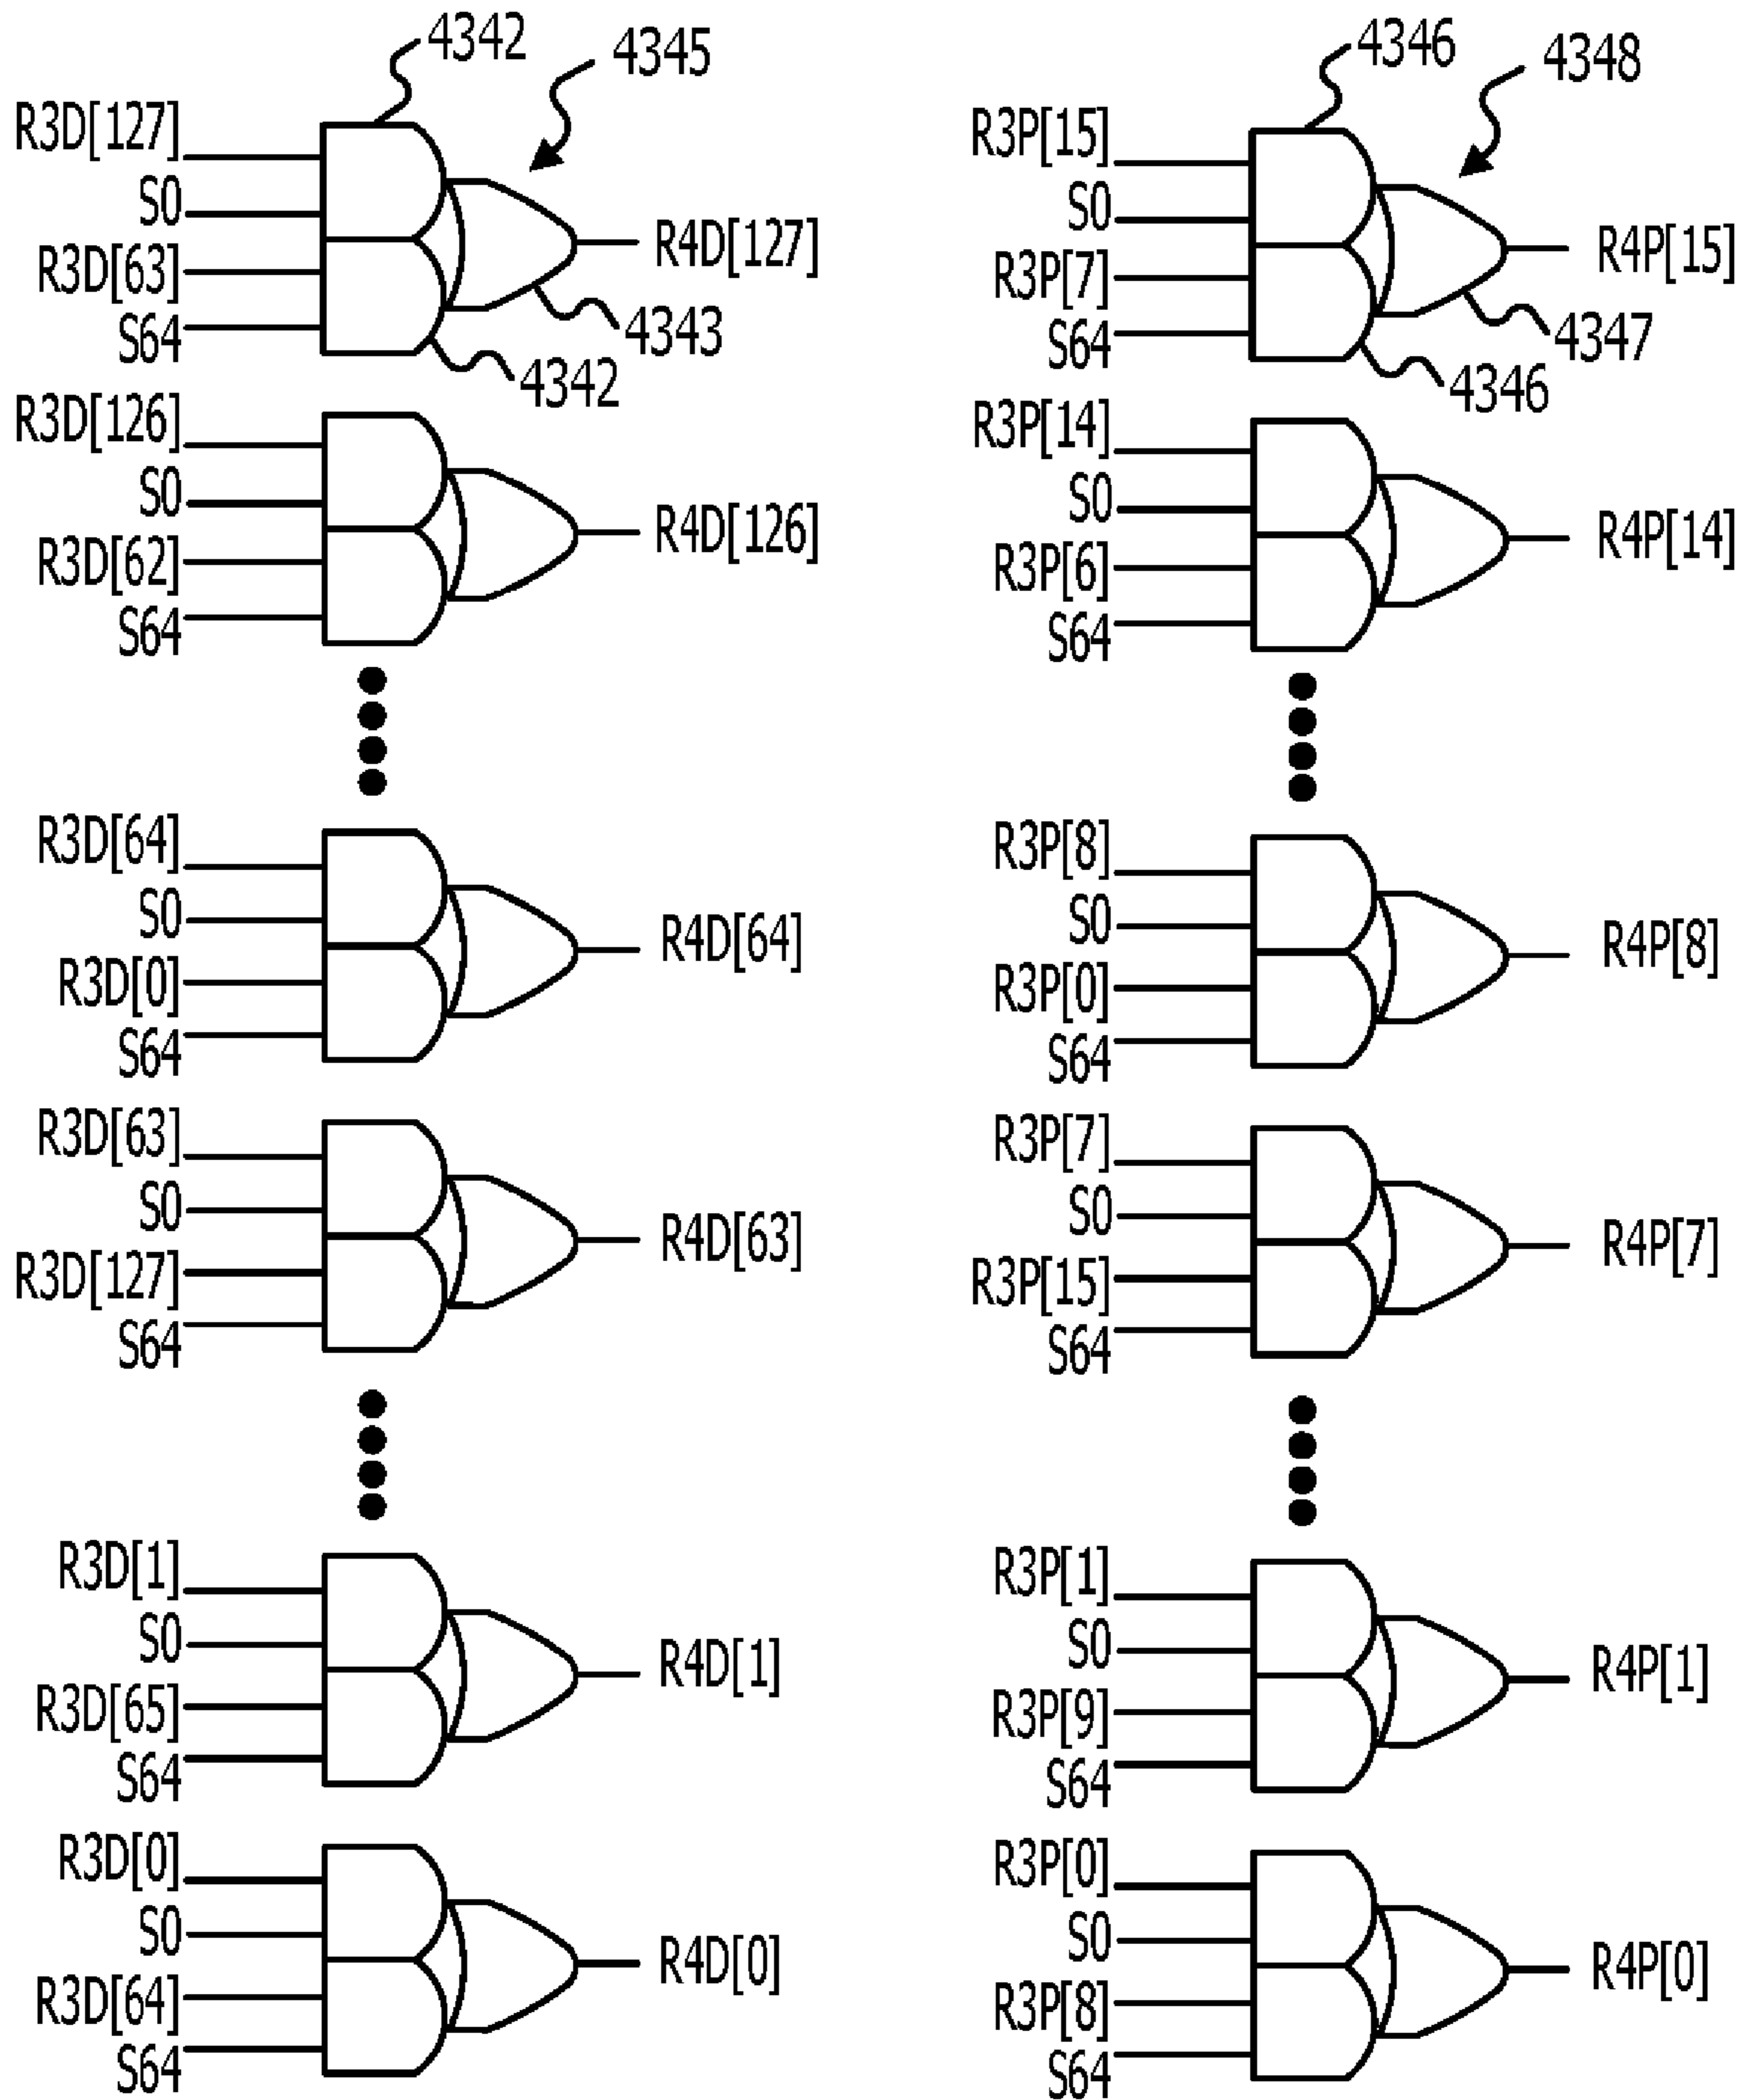 4342
4345
R3D[127]
S0
R3D[63]
S64
R4D[127]
4343
4342
R3D[126]
S0
R3D[62]
S64
R4D[126]
R3D[64]
S0
R3D[0]
S64
R4D[64]
R3D[63]
S0
R3D[127]
S64
R4D[63]
R3D[1]
S0
R3D[65]
S64
R4D[1]
R3D[0]
S0
R3D[64]
S64
R4D[0]
4346
4348
R3P[15]
S0
R3P[7]
S64
R4P[15]
4347
4346
R3P[14]
S0
R3P[6]
S64
R4P[14]
R3P[8]
S0
R3P[0]
S64
R4P[8]
R3P[7]
S0
R3P[15]
S64
R4P[7]
R3P[1]
S0
R3P[9]
S64
R4P[1]
R3P[0]
S0
R3P[8]
S64
R4P[0]